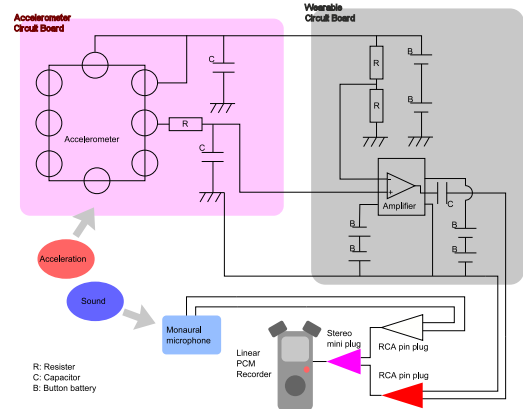 Accelerometer
Circuit Board
Wearable
Circuit Board
B
C
R
B
R
R
Accelerometer
C
Amplifier
C
B
B
B
B
Acceleration
Sound
Monaural
microphone
Stereo
mini plug
RCA pin plug
Linear
PCM
Recorder
RCA pin plug
R: Resister
C: Capacitor
B: Button battery